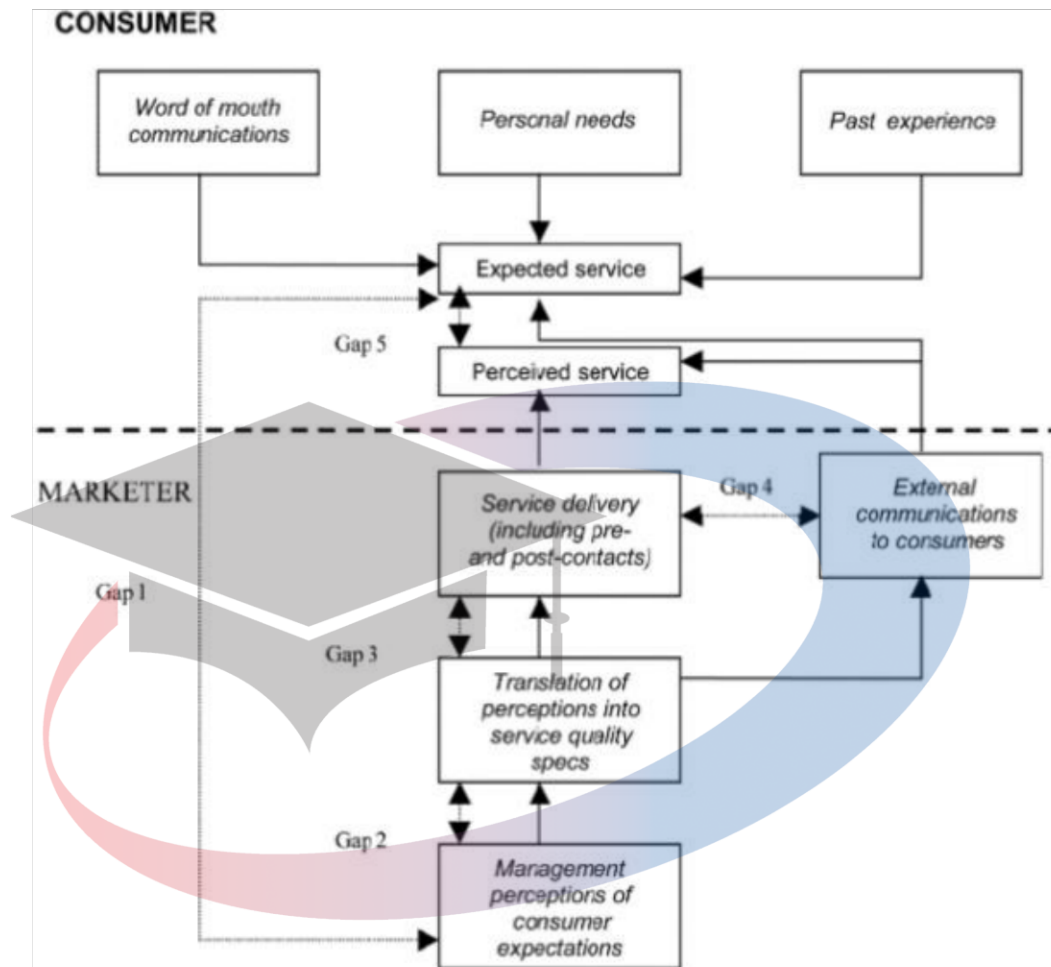 CONSUMER
Word of mouth
communications
Personal needs
Past experience
Expected service
Gap 5
Perceived service
MARKETER
Service delivery
(including pre-
and post-contacts)
Gap 4
External
communications
to consumers
Gap 1
Gap 3
Translation of
perceptions into
service quality
specs
Gap 2
Management
perceptions of
consumer
expectations